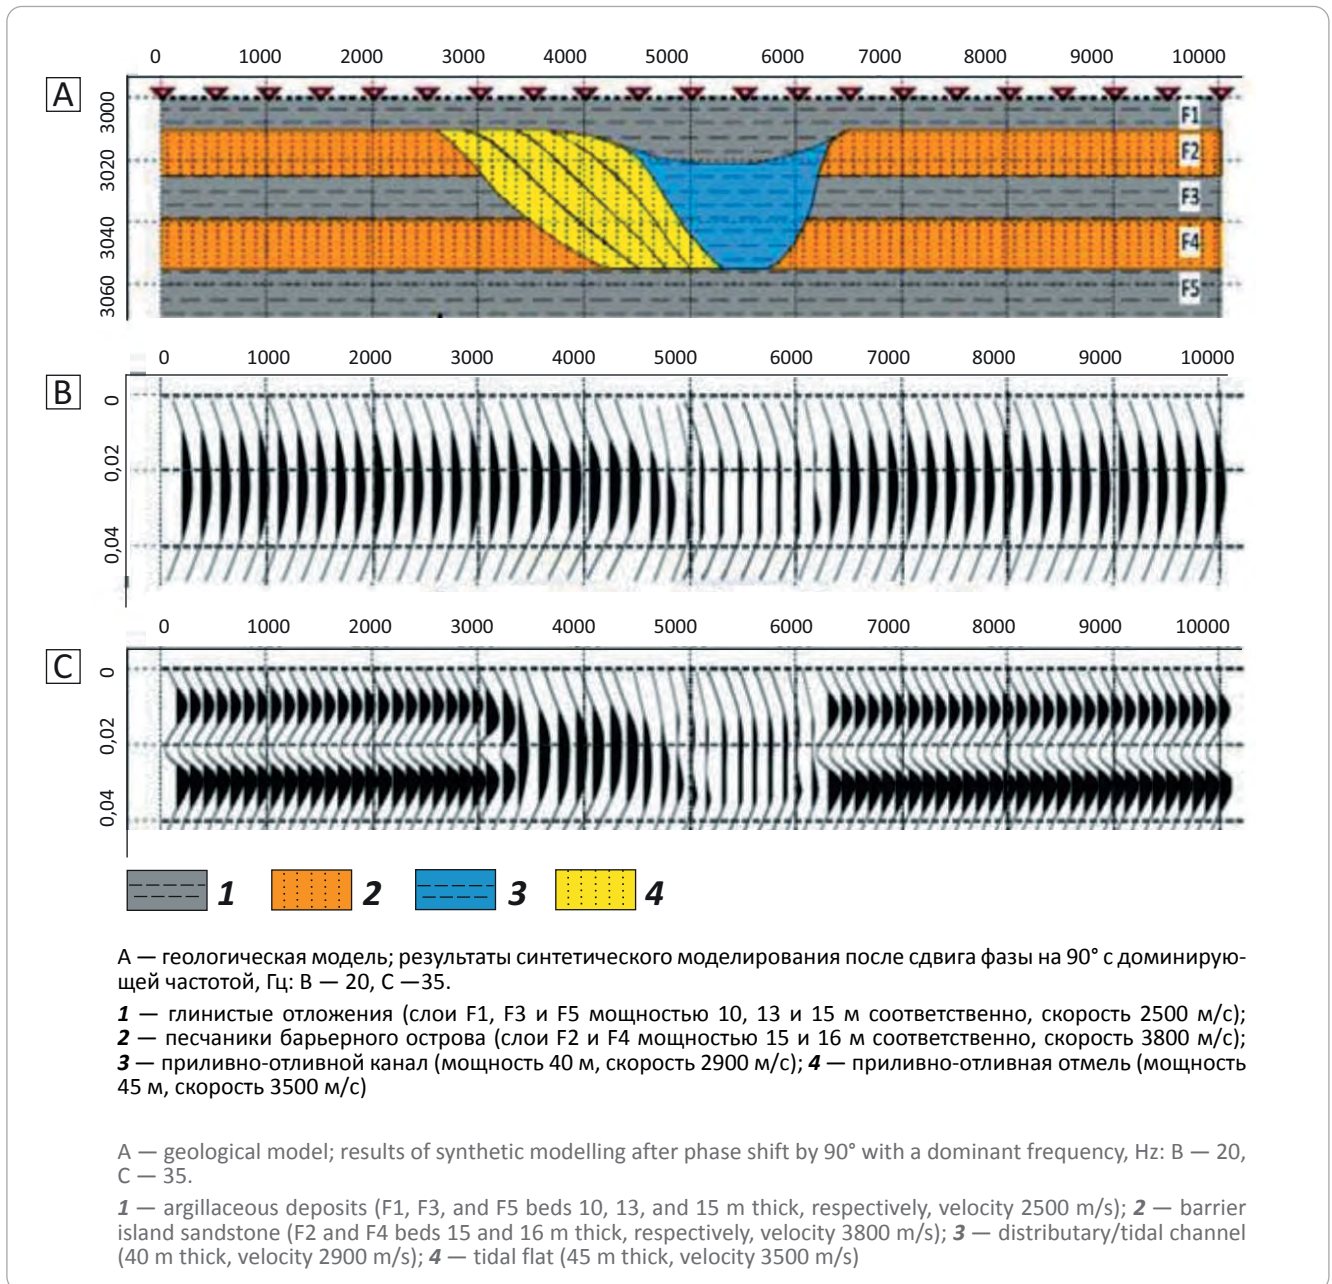 0 1000 2000 3000 4000 5000 6000 7000 8000 9000 10000
A
3000
3020
3040
3060
F1
F2
F3
F4
F5
0 1000 2000 3000 4000 5000 6000 7000 8000 9000 10000
B
0
0,02
0,04
0 1000 2000 3000 4000 5000 6000 7000 8000 9000 10000
C
0
0,02
0,04
1 2 3 4
А — геологическая модель; результаты синтетического моделирования после сдвига фазы на 90° с доминирую-
щей частотой, Гц: B — 20, C —35.
1 — глинистые отложения (слои F1, F3 и F5 мощностью 10, 13 и 15 м соответственно, скорость 2500 м/с);
2 — песчаники барьерного острова (слои F2 и F4 мощностью 15 и 16 м соответственно, скорость 3800 м/с);
3 — приливно-отливной канал (мощность 40 м, скорость 2900 м/с); 4 — приливно-отливная отмель (мощность
45 м, скорость 3500 м/с)
A — geological model; results of synthetic modelling after phase shift by 90° with a dominant frequency, Hz: B — 20,
C — 35.
1 — argillaceous deposits (F1, F3, and F5 beds 10, 13, and 15 m thick, respectively, velocity 2500 m/s); 2 — barrier
island sandstone (F2 and F4 beds 15 and 16 m thick, respectively, velocity 3800 m/s); 3 — distributary/tidal channel
(40 m thick, velocity 2900 m/s); 4 — tidal flat (45 m thick, velocity 3500 m/s)